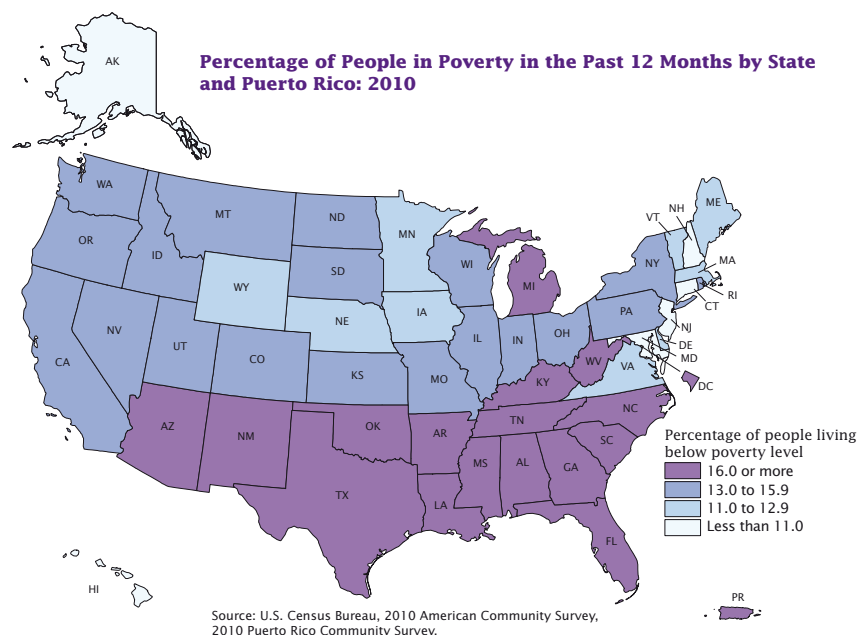 Percentage of People in Poverty in the Past 12 Months by State
and Puerto Rico: 2010
AK
WA
MT
ND
MN
VT
NH
ME
OR
ID
SD
WI
NY
MA
WY
MI
RI
CT
NE
IA
PA
NJ
NV
UT
CO
IL
IN
OH
DE
MD
CA
KS
MO
WV
VA
DC
KY
AZ
NM
OK
AR
TN
NC
SC
MS
AL
GA
TX
LA
FL
HI
PR
Percentage of people living
below poverty level
16.0 or more
13.0 to 15.9
11.0 to 12.9
Less than 11.0
Source: U.S. Census Bureau, 2010 American Community Survey,
2010 Puerto Rico Community Survey.